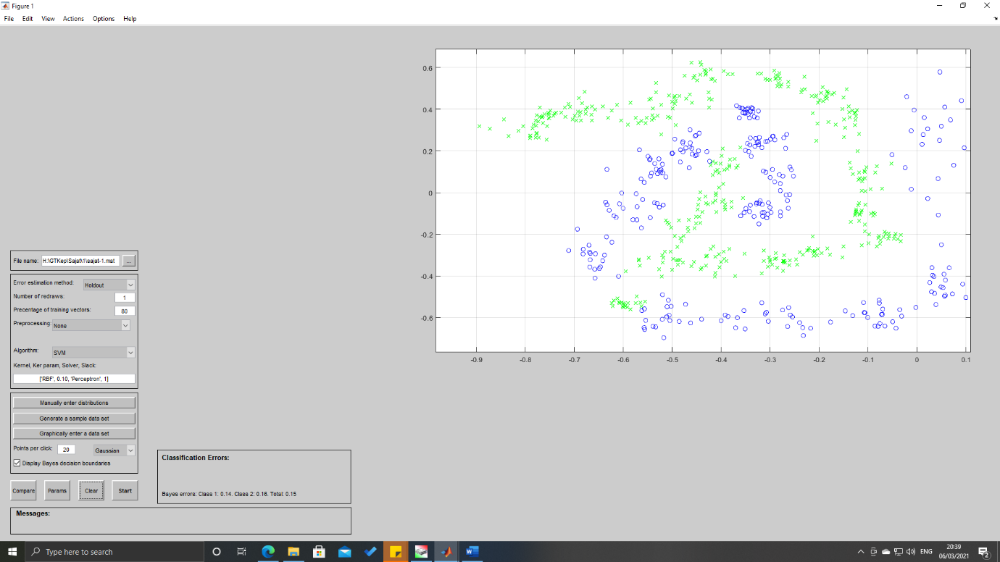 Figure 1
File Edit View Actions Options Help
0.6
0.4
0.2
0
-0.2
-0.4
-0.6
-0.9 -0.8 -0.7 -0.6 -0.5 -0.4 -0.3 -0.2 -0.1 0 0.1
File name: H:\GTKep\Sajat\1\sajat-1.mat ...
Error estimation method: Holdout
Number of redraws: 1
Precentage of training vectors: 80
Preprocessing: None
Algorithm: SVM
Kernel, Ker param, Solver, Slack:
['RBF', 0.10, 'Perceptron', 1]
Manually enter distributions
Generate a sample data set
Graphically enter a data set
Points per click: 20 Gaussian
Display Bayes decision boundaries
Compare Params Clear Start
Classification Errors:
Bayes errors: Class 1: 0.14. Class 2: 0.16. Total: 0.15
Messages:
Type here to search
ENG
20:39
06/03/2021
2